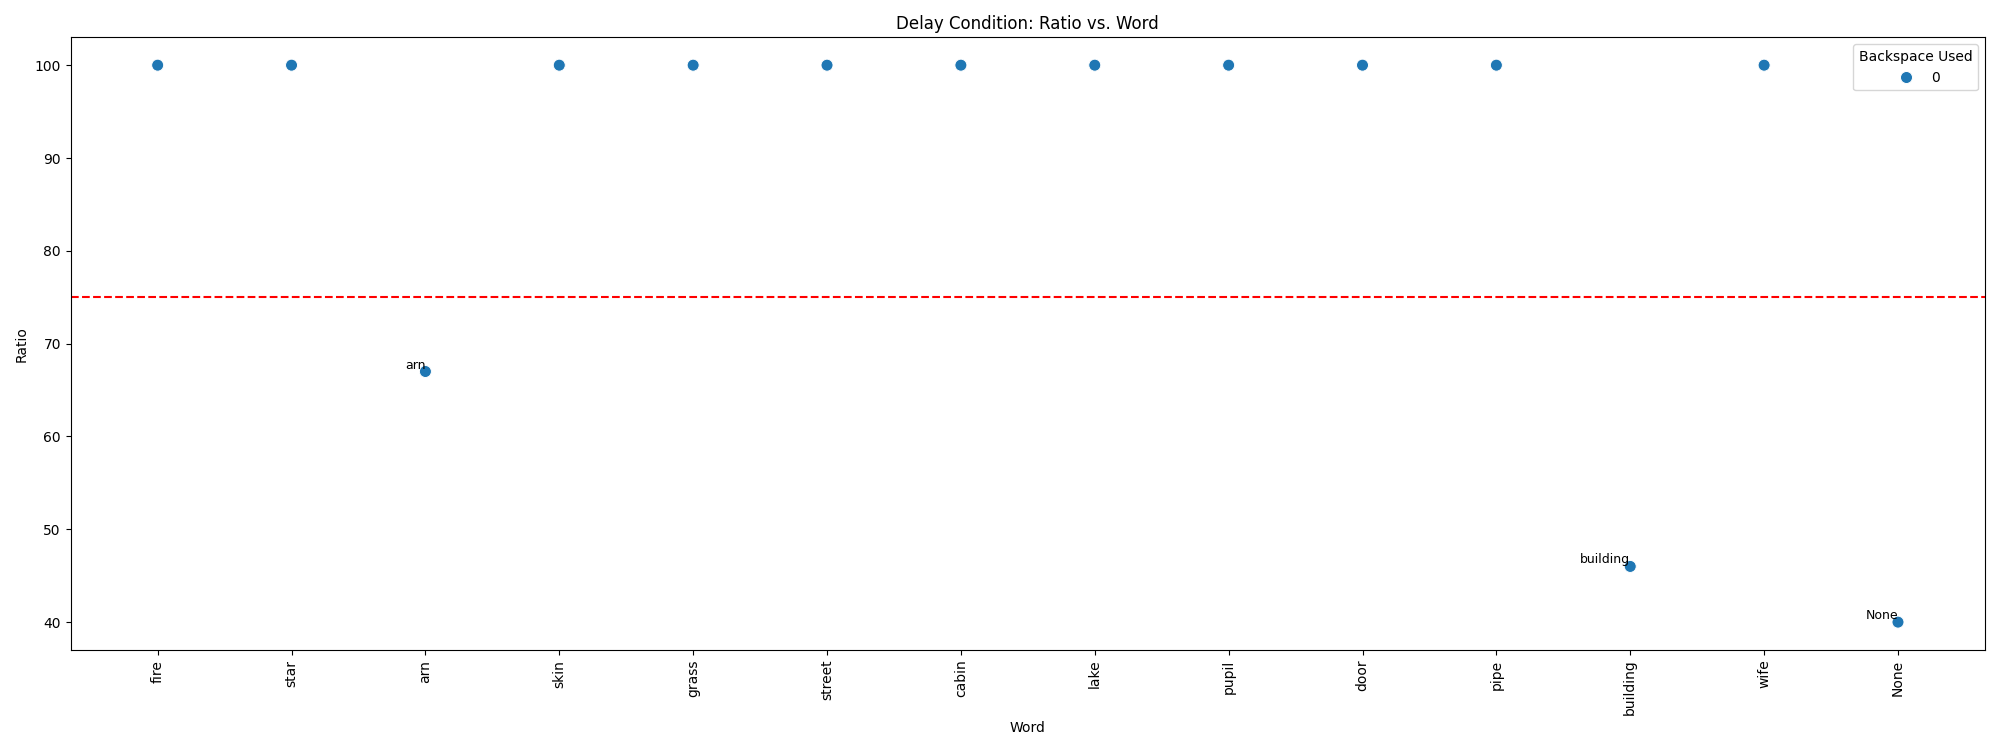 Delay Condition: Ratio vs. Word
Backspace Used
0
Ratio
100
90
80
70
60
50
40
arn
building
None
fire
star
arn
skin
grass
street
cabin
lake
pupil
door
pipe
building
wife
None
Word